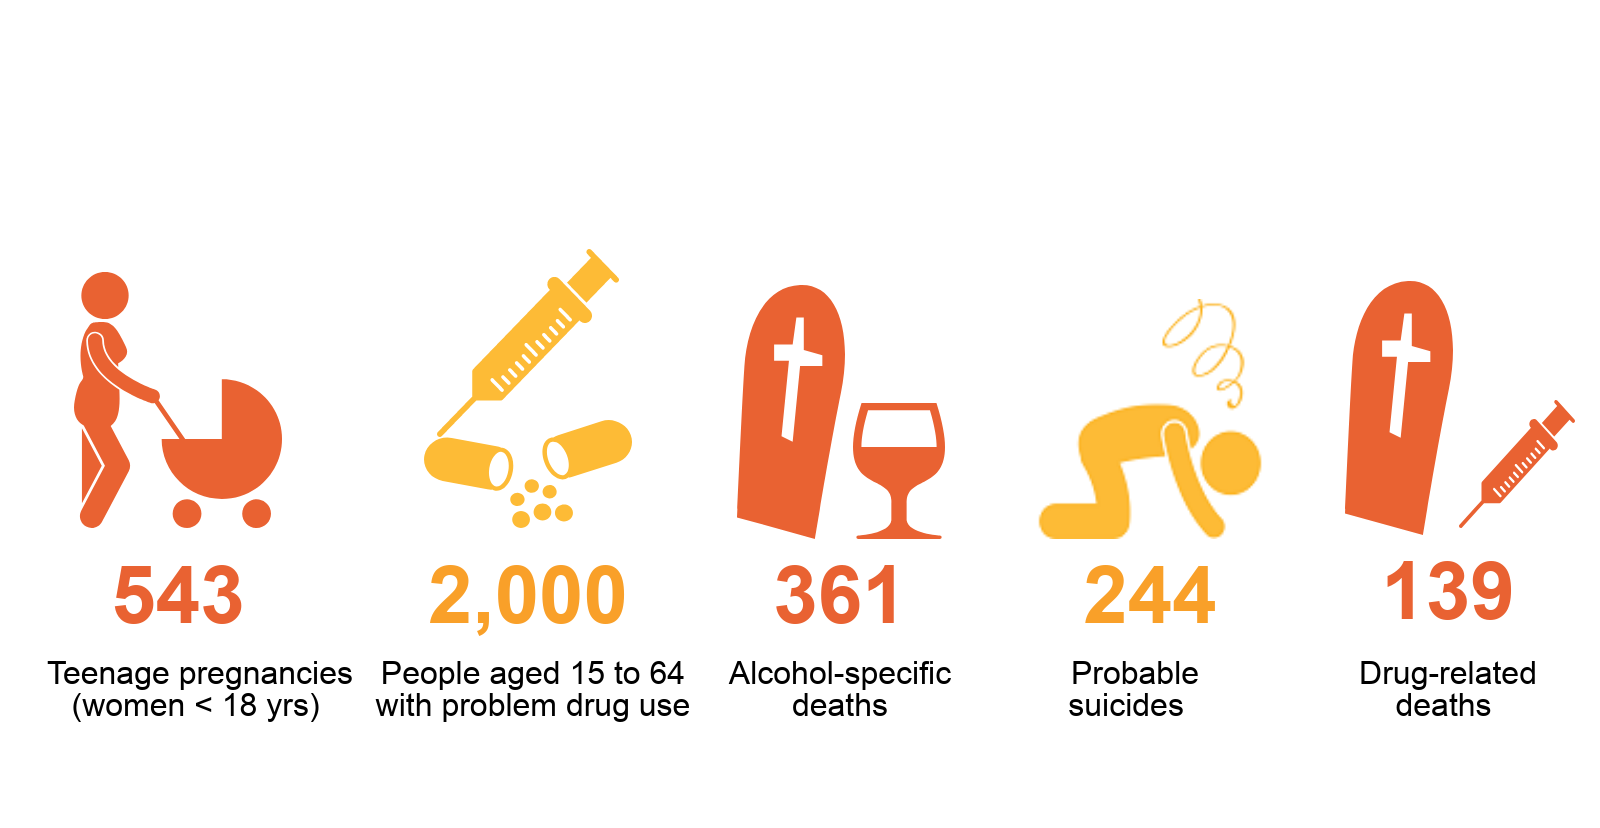 543
Teenage pregnancies
(women < 18 yrs)
2,000
People aged 15 to 64
with problem drug use
361
Alcohol-specific
deaths
244
Probable
suicides
139
Drug-related
deaths